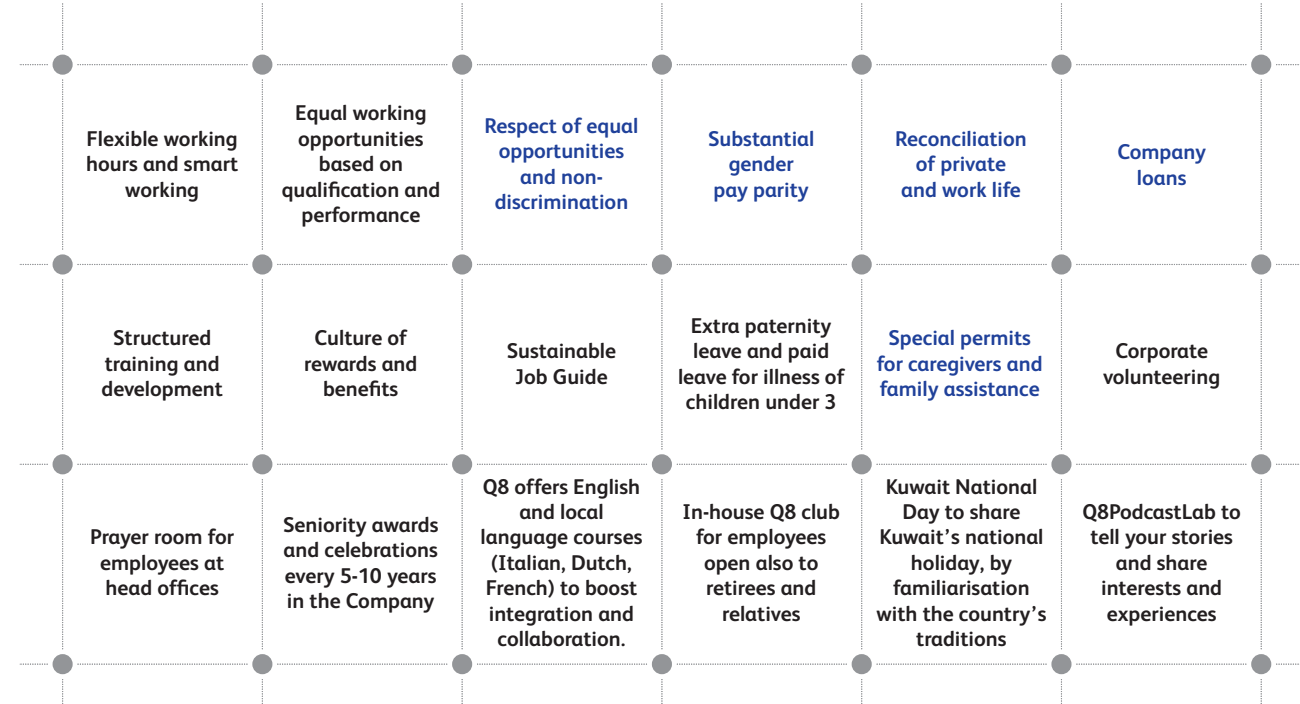 Flexible working
hours and smart
working
Equal working
opportunities
based on
qualification and
performance
Respect of equal
opportunities
and non-
discrimination
Substantial
gender
pay parity
Reconciliation
of private
and work life
Company
loans
Structured
training and
development
Culture of
rewards and
benefits
Sustainable
Job Guide
Extra paternity
leave and paid
leave for illness of
children under 3
Special permits
for caregivers and
family assistance
Corporate
volunteering
Prayer room for
employees at
head offices
Seniority awards
and celebrations
every 5-10 years
in the Company
Q8 offers English
and local
language courses
(Italian, Dutch,
French) to boost
integration and
collaboration.
In-house Q8 club
for employees
open also to
retirees and
relatives
Kuwait National
Day to share
Kuwait’s national
holiday, by
familiarisation
with the country’s
traditions
Q8PodcastLab to
tell your stories
and share
interests and
experiences